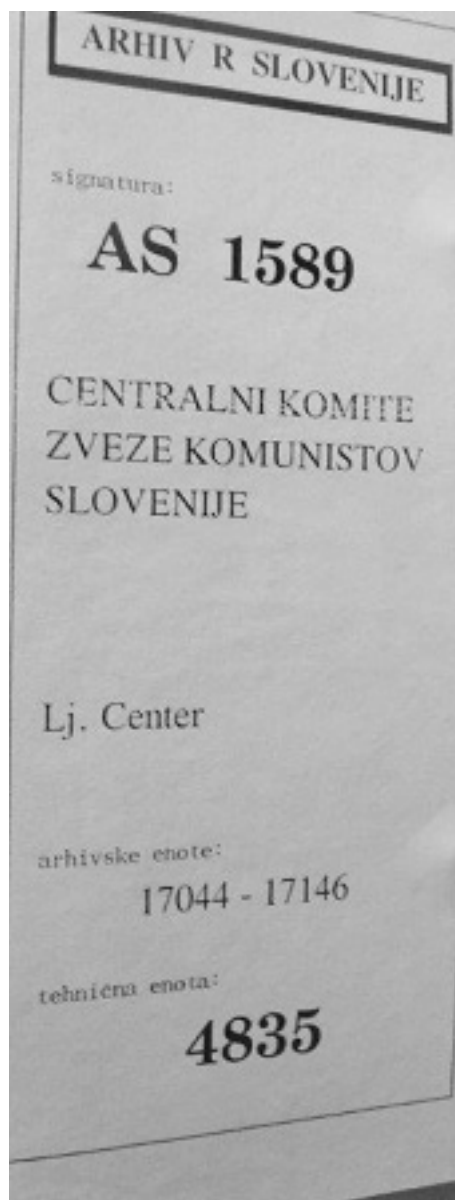 ARHIV R SLOVENIJE
signatura:
AS 1589
CENTRALNI KOMITE
ZVEZE KOMUNISTOV
SLOVENIJE
Lj. Center
arhivske enote:
17044 - 17146
tehnična enota:
4835